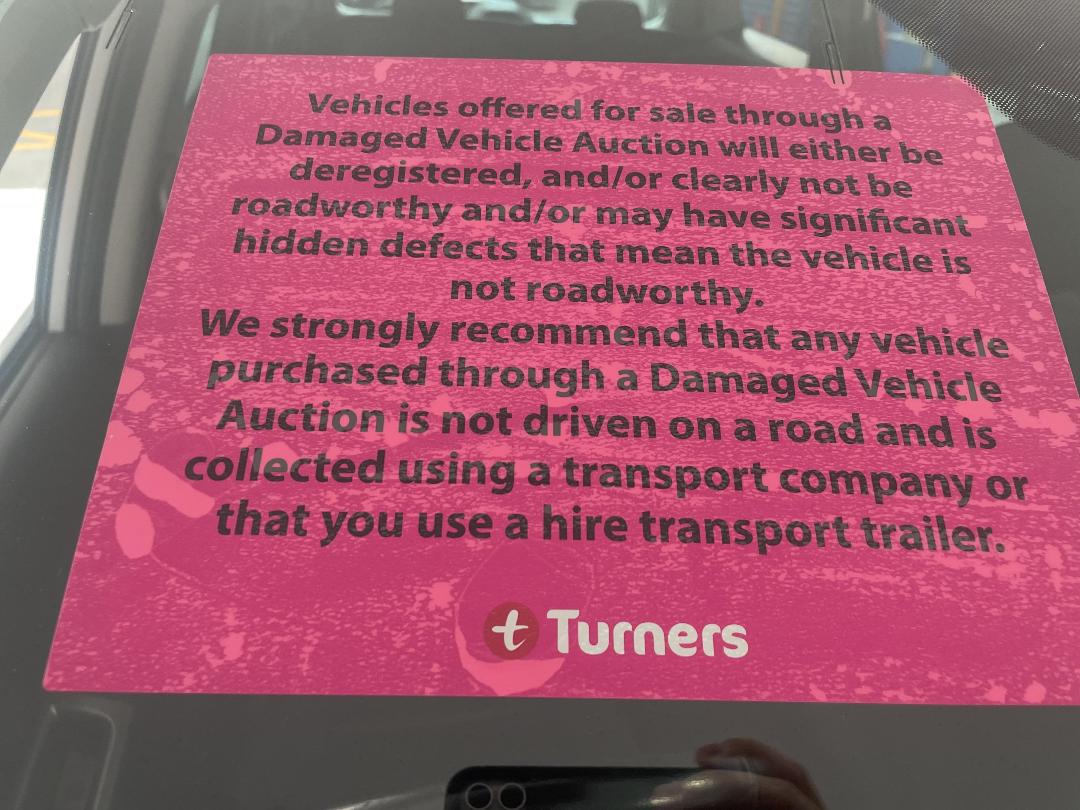 Vehicles offered for sale through a
Damaged Vehicle Auction will either be
deregistered, and/or clearly not be
roadworthy and/or may have significant
hidden defects that mean the vehicle is
not roadworthy.
We strongly recommend that any vehicle
purchased through a Damaged Vehicle
Auction is not driven on a road and is
collected using a transport company or
that you use a hire transport trailer.
t Turners